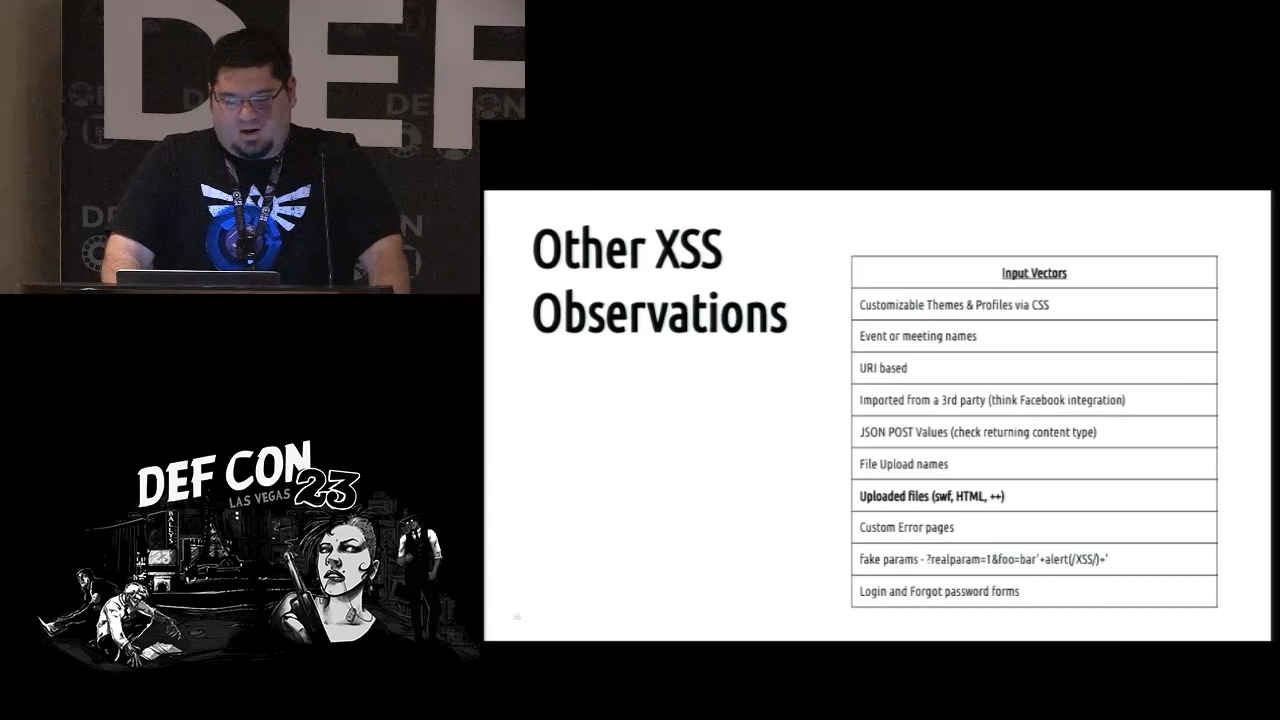 DEF
DEF CON
DE
CON
DEF CON
LAS VEGAS 23
BALLYS
23
Other XSS
Observations
Input Vectors
Customizable Themes & Profiles via CSS
Event or meeting names
URI based
Imported from a 3rd party (think Facebook integration)
JSON POST Values (check returning content type)
File Upload names
Uploaded files (swf, HTML, ++)
Custom Error pages
fake params - ?realparam=1&foo=bar'+alert(/XSS/)+'
Login and Forgot password forms